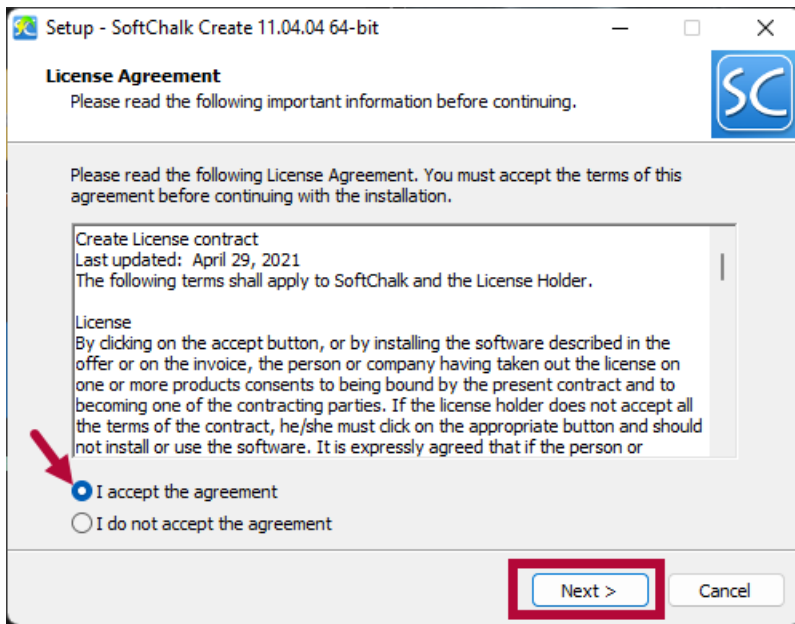 Setup - SoftChalk Create 11.04.04 64-bit
License Agreement
Please read the following important information before continuing.
SC
Please read the following License Agreement. You must accept the terms of this
agreement before continuing with the installation.
Create License contract
Last updated:  April 29, 2021
The following terms shall apply to SoftChalk and the License Holder.
License
By clicking on the accept button, or by installing the software described in the
offer or on the invoice, the person or company having taken out the license on
one or more products consents to being bound by the present contract and to
becoming one of the contracting parties. If the license holder does not accept all
the terms of the contract, he/she must click on the appropriate button and should
not install or use the software. It is expressly agreed that if the person or
I accept the agreement
I do not accept the agreement
Next >
Cancel